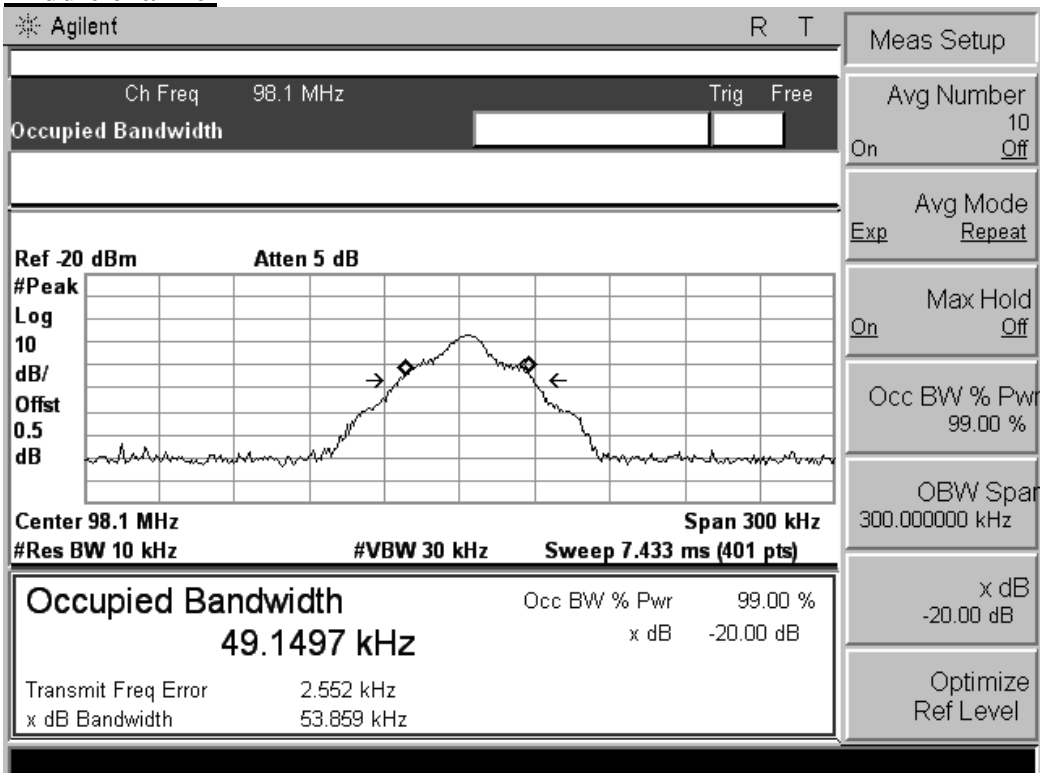 Agilent
R T
Ch Freq 98.1 MHz
Trig Free
Occupied Bandwidth
Ref -20 dBm
Atten 5 dB
#Peak
Log
10
dB/
Offst
0.5
dB
Center 98.1 MHz
Span 300 kHz
#Res BW 10 kHz
#VBW 30 kHz
Sweep 7.433 ms (401 pts)
Occupied Bandwidth
49.1497 kHz
Occ BW % Pwr 99.00 %
x dB -20.00 dB
Transmit Freq Error 2.552 kHz
x dB Bandwidth 53.859 kHz
Meas Setup
Avg Number
10
On Off
Avg Mode
Exp Repeat
Max Hold
On Off
Occ BW % Pwr
99.00 %
OBW Span
300.000000 kHz
x dB
-20.00 dB
Optimize
Ref Level